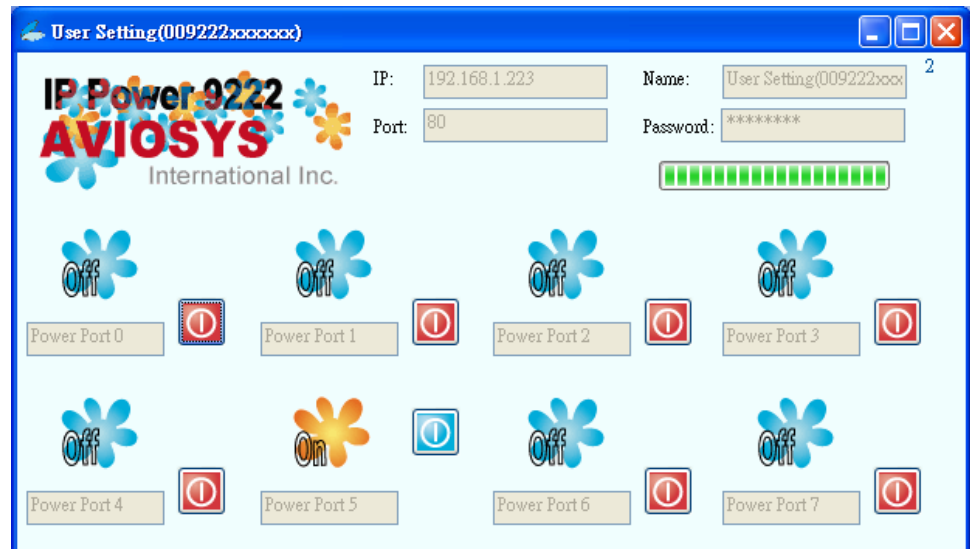 User Setting(009222xxxxxx)
IP Power 9222
AVIOSYS
International Inc.
IP: 192.168.1.223
Name: User Setting(009222xxx
2
Port: 80
Password: ********
Off Off Off Off
Power Port 0 Power Port 1 Power Port 2 Power Port 3
Off On Off Off
Power Port 4 Power Port 5 Power Port 6 Power Port 7